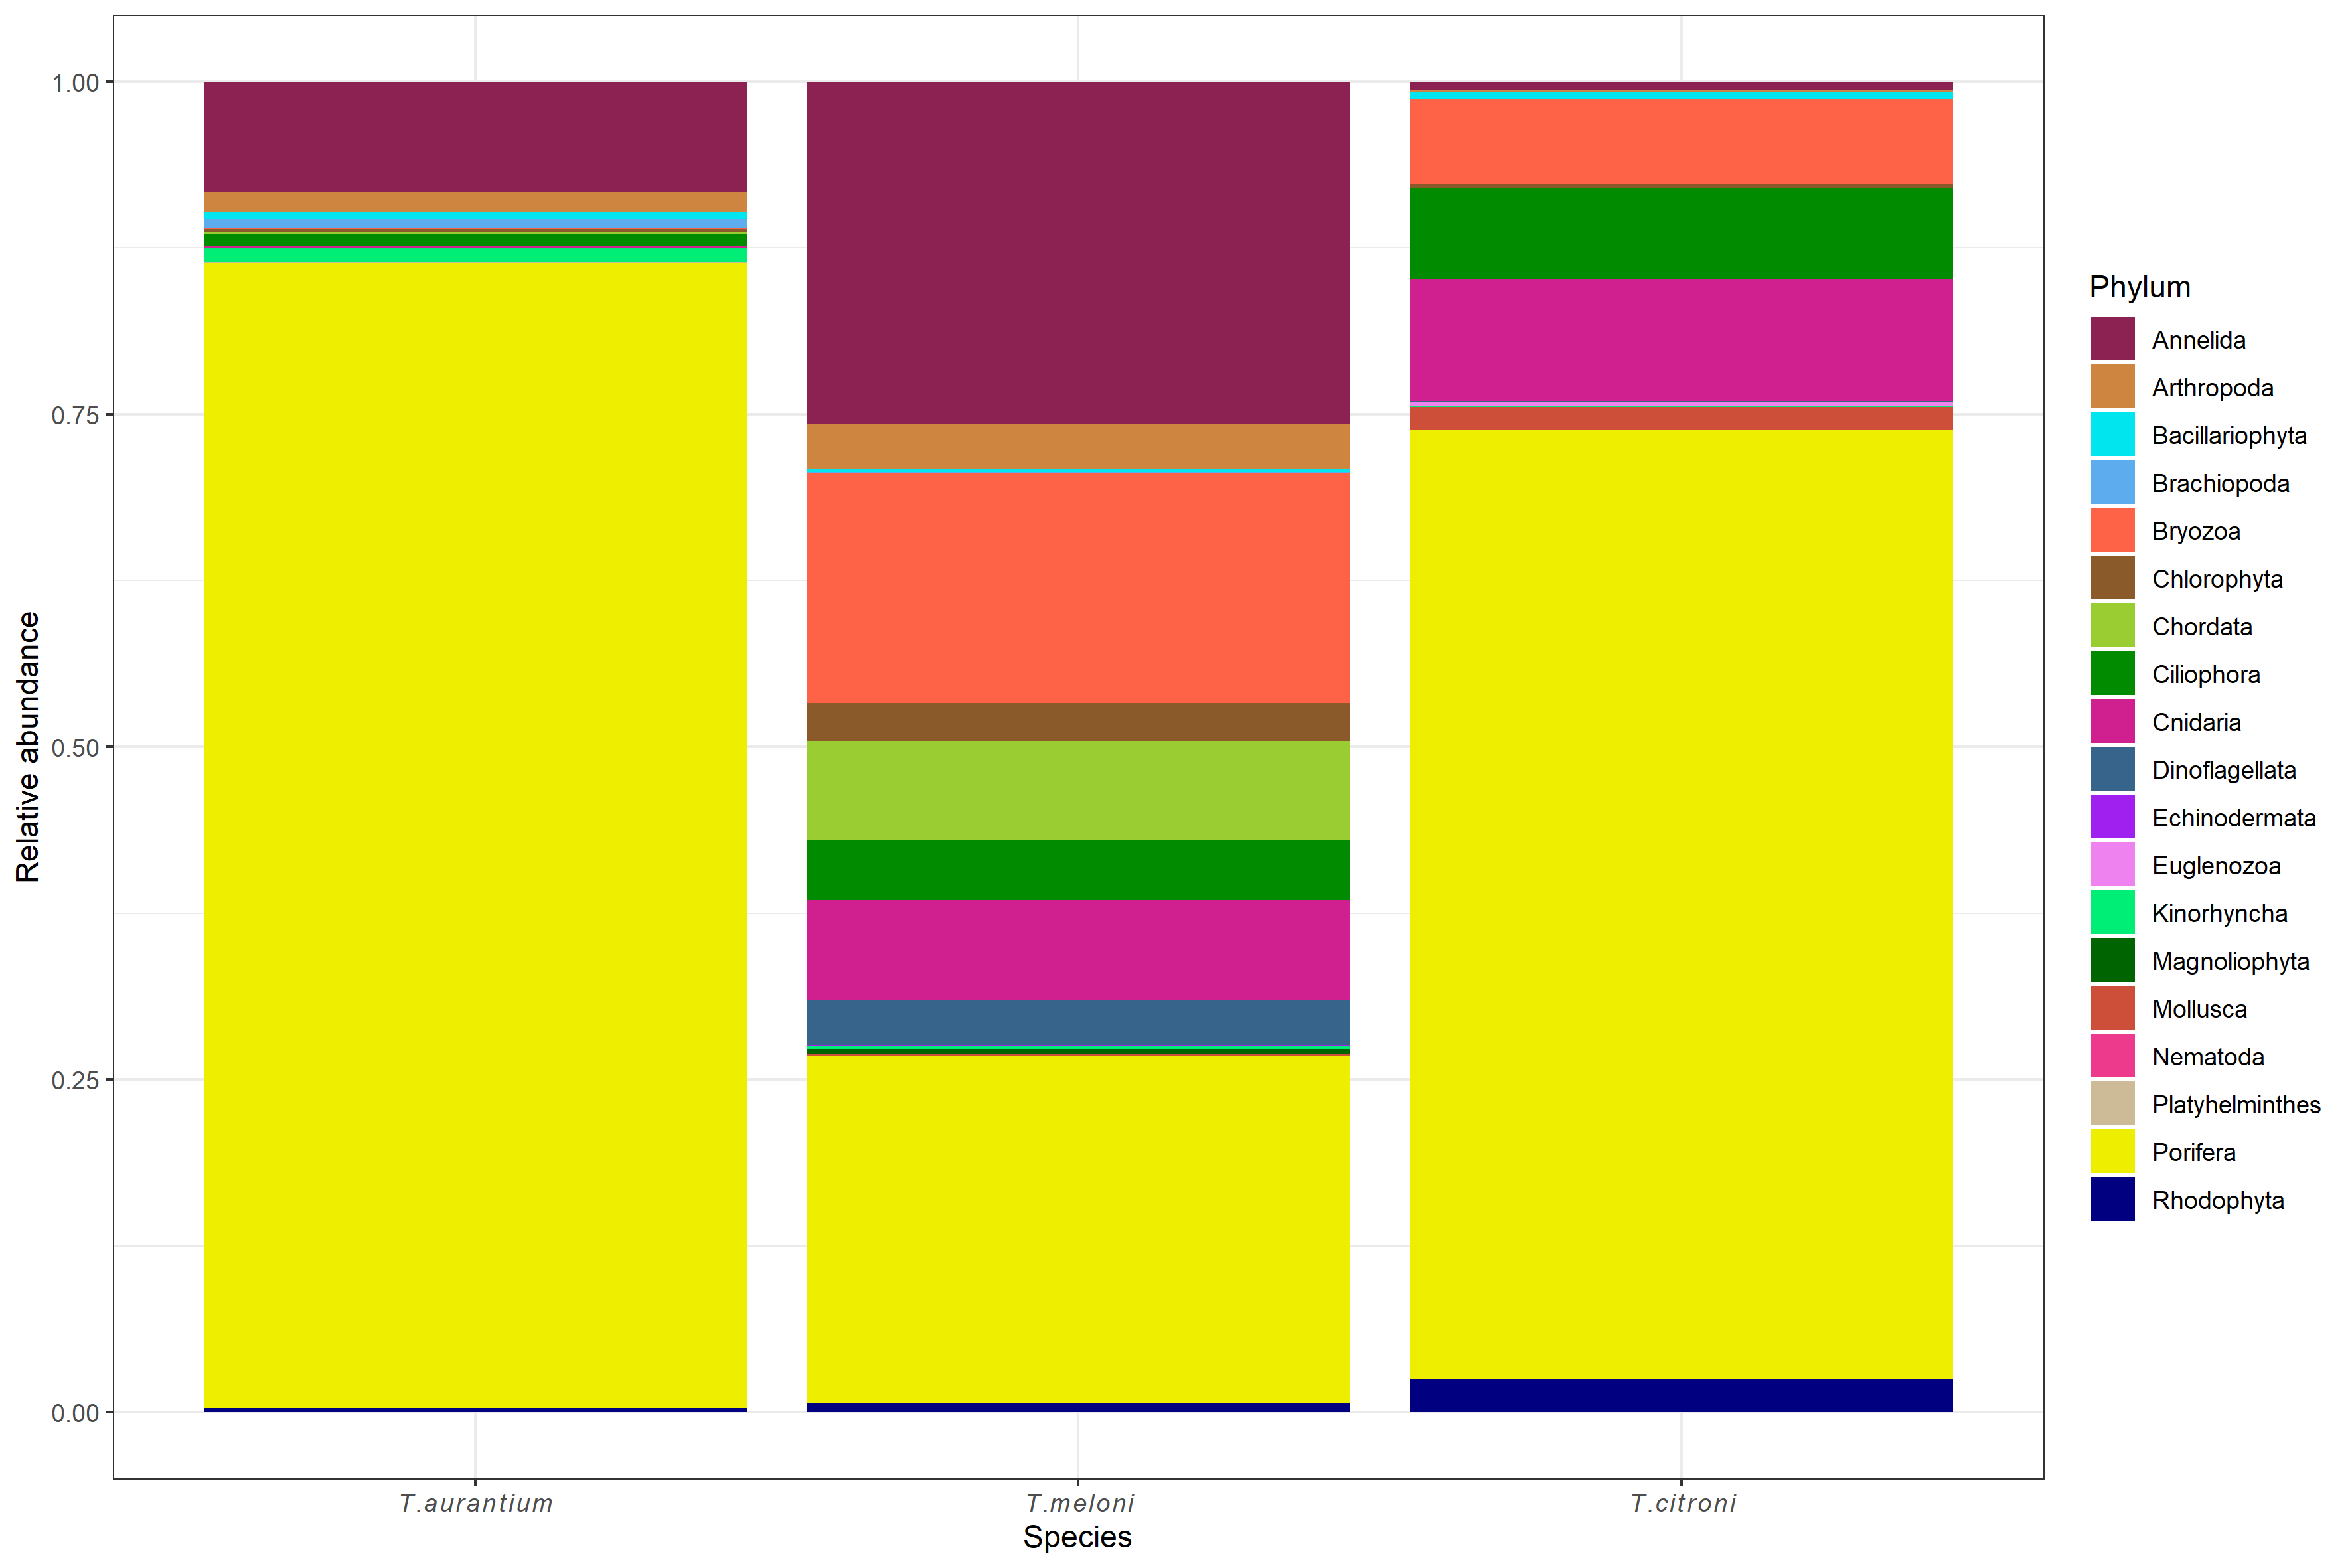 1.00
0.75
0.50
0.25
0.00
Relative abundance
T.aurantium
T.meloni
T.citroni
Species
Phylum
Annelida
Arthropoda
Bacillariophyta
Brachiopoda
Bryozoa
Chlorophyta
Chordata
Ciliophora
Cnidaria
Dinoflagellata
Echinodermata
Euglenozoa
Kinorhyncha
Magnoliophyta
Mollusca
Nematoda
Platyhelminthes
Porifera
Rhodophyta